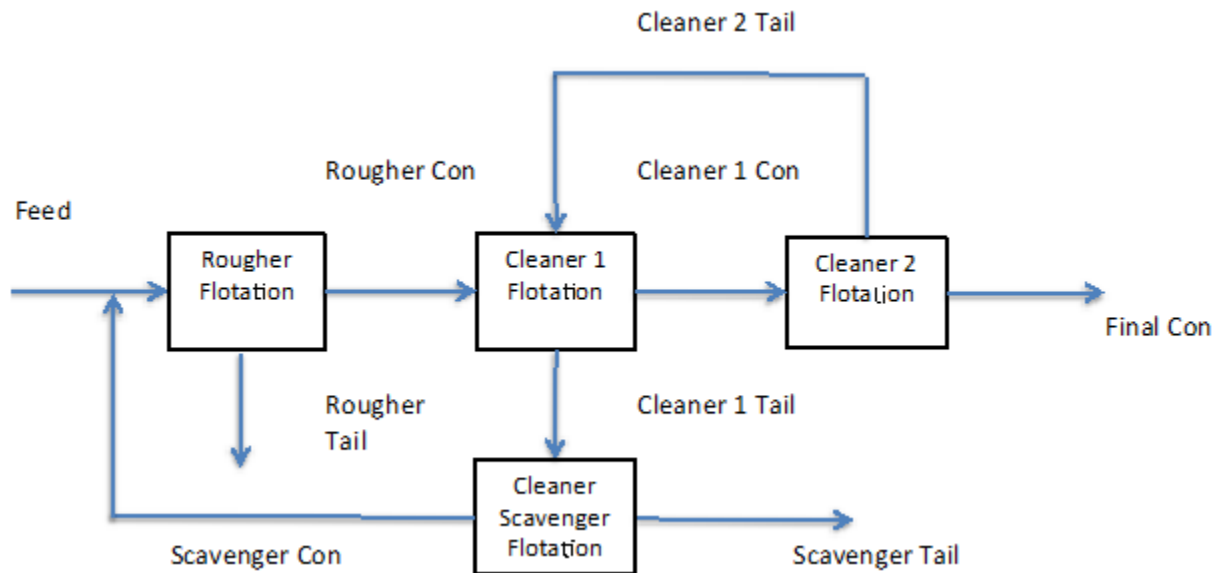 Cleaner 2 Tail
Rougher Con
Cleaner 1 Con
Feed
Rougher
Flotation
Cleaner 1
Flotation
Cleaner 2
Flotalion
Final Con
Rougher
Tail
Cleaner 1 Tail
Cleaner
Scavenger
Flotation
Scavenger Con
Scavenger Tail